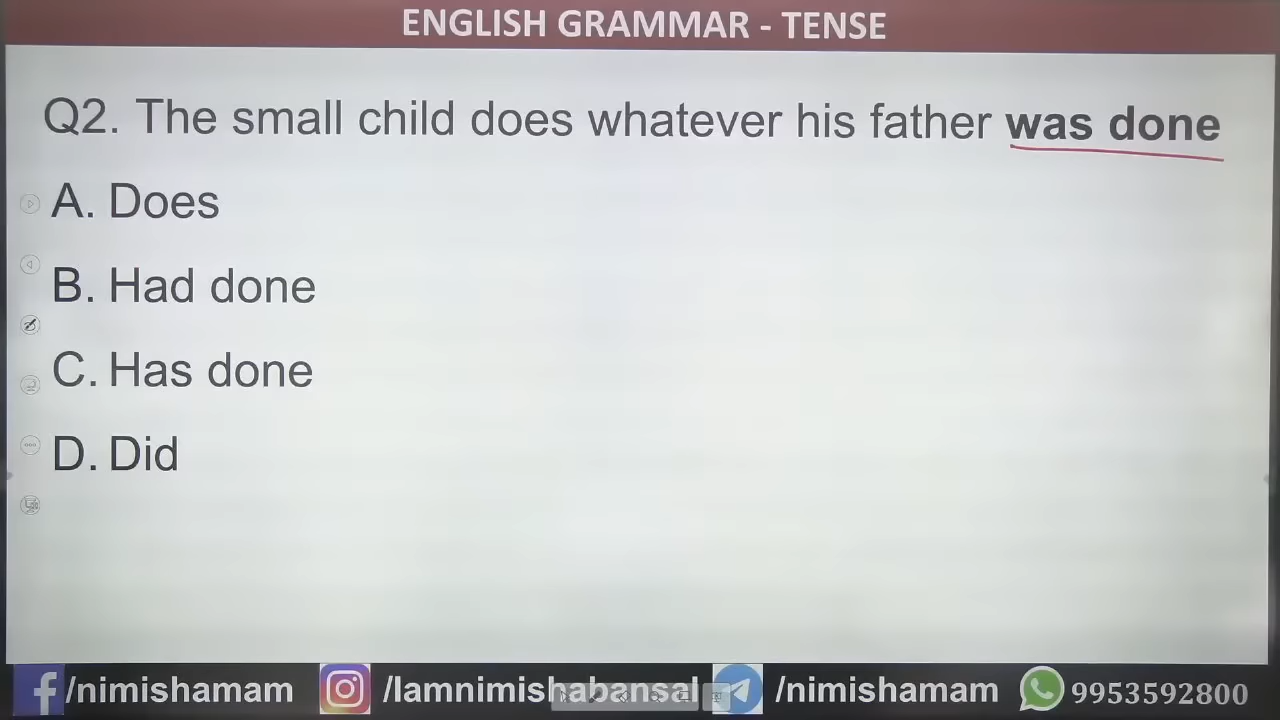 ENGLISH GRAMMAR - TENSE
Q2. The small child does whatever his father was done
A. Does
B. Had done
C. Has done
D. Did
/nimishamam /Iamnimishabansal /nimishamam 9953592800